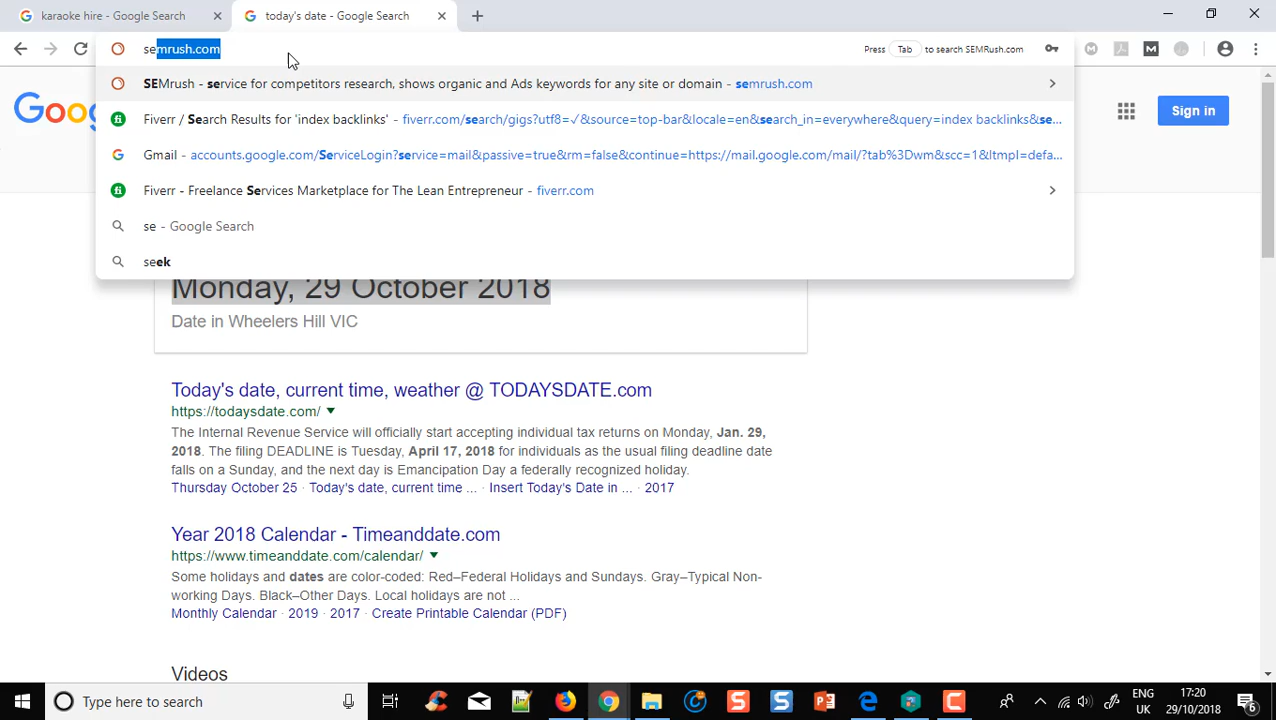 karaoke hire - Google Search
today's date - Google Search
semrush.com
Press Tab to search SEMRush.com
SEMrush - service for competitors research, shows organic and Ads keywords for any site or domain - semrush.com
Fiverr / Search Results for 'index backlinks' - fiverr.com/search/gigs?utf8=✓&source=top-bar&locale=en&search_in=everywhere&query=index backlinks&se...
Gmail - accounts.google.com/ServiceLogin?service=mail&passive=true&rm=false&continue=https://mail.google.com/mail/?tab%3Dwm&scc=1&ltmpl=defa...
Fiverr - Freelance Services Marketplace for The Lean Entrepreneur - fiverr.com
se - Google Search
seek
Goog
Sign in
Monday, 29 October 2018
Date in Wheelers Hill VIC
Today's date, current time, weather @ TODAYSDATE.com
https://todaysdate.com/
The Internal Revenue Service will officially start accepting individual tax returns on Monday, Jan. 29,
2018. The filing DEADLINE is Tuesday, April 17, 2018 for individuals as the usual filing deadline date
falls on a Sunday, and the next day is Emancipation Day a federally recognized holiday.
Thursday October 25 · Today's date, current time ... · Insert Today's Date in ... · 2017
Year 2018 Calendar - Timeanddate.com
https://www.timeanddate.com/calendar/
Some holidays and dates are color-coded: Red–Federal Holidays and Sundays. Gray–Typical Non-
working Days. Black–Other Days. Local holidays are not ...
Monthly Calendar · 2019 · 2017 · Create Printable Calendar (PDF)
Videos
Type here to search
ENG
UK
17:20
29/10/2018
6